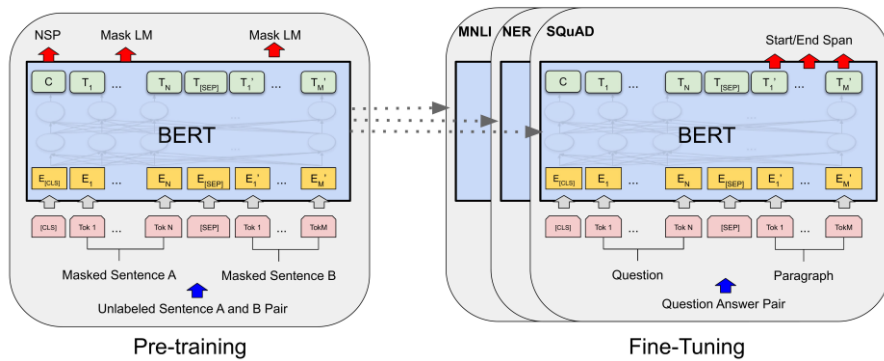 NSP Mask LM Mask LM
C T1 ... TN T[SEP] T1' ... TM'
BERT
E[CLS] E1 ... EN E[SEP] E1' ... EM'
[CLS] Tok 1 ... Tok N [SEP] Tok 1 ... TokM
Masked Sentence A Masked Sentence B
Unlabeled Sentence A and B Pair
Pre-training
MNLI NER SQuAD
Start/End Span
C T1 ... TN T[SEP] T1' ... TM'
BERT
E[CLS] E1 ... EN E[SEP] E1' ... EM'
[CLS] Tok 1 ... Tok N [SEP] Tok 1 ... TokM
Question Paragraph
Question Answer Pair
Fine-Tuning